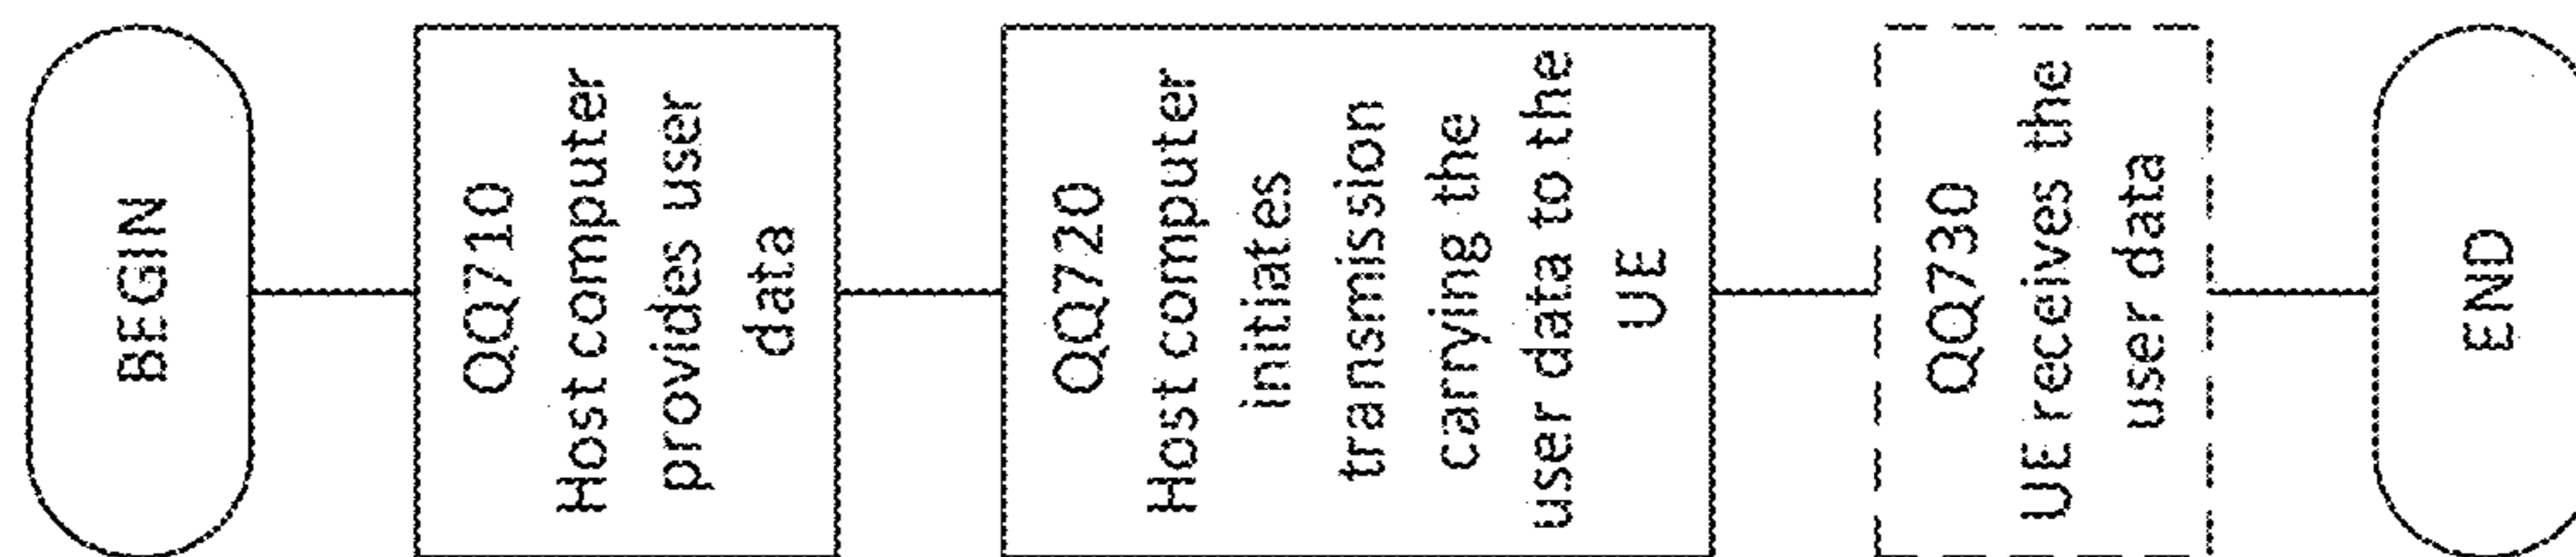 BEGIN
QQ710
Host computer
provides user
data
QQ720
Host computer
initiates
transmission
carrying the
user data to the
UE
QQ730
UE receives the
user data
END